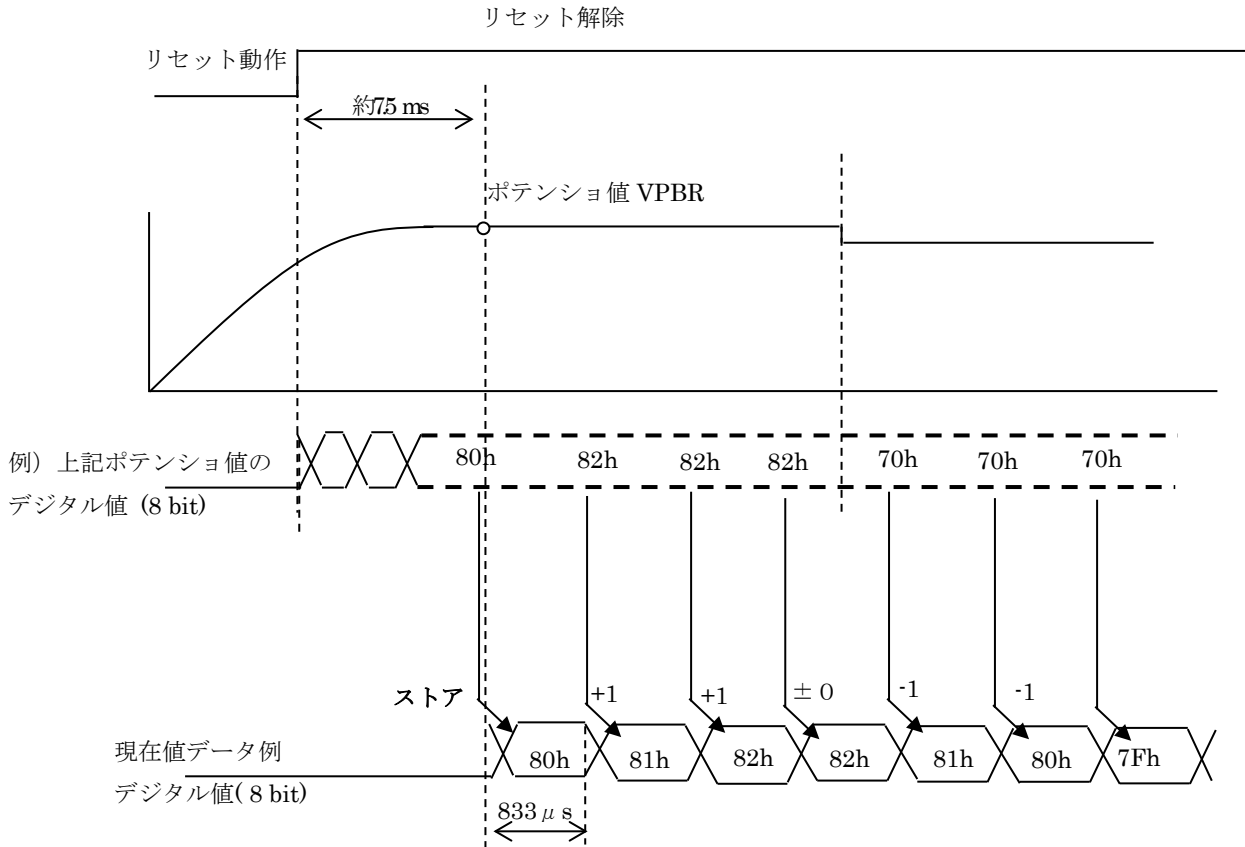 リセット解除
リセット動作
約7.5 ms
ポテンショ値 VPBR
例）上記ポテンショ値の
デジタル値 (8 bit)
80h 82h 82h 82h 70h 70h 70h
ストア +1 +1 ±0 -1 -1
現在値データ例
デジタル値( 8 bit)
80h 81h 82h 82h 81h 80h 7Fh
833μs